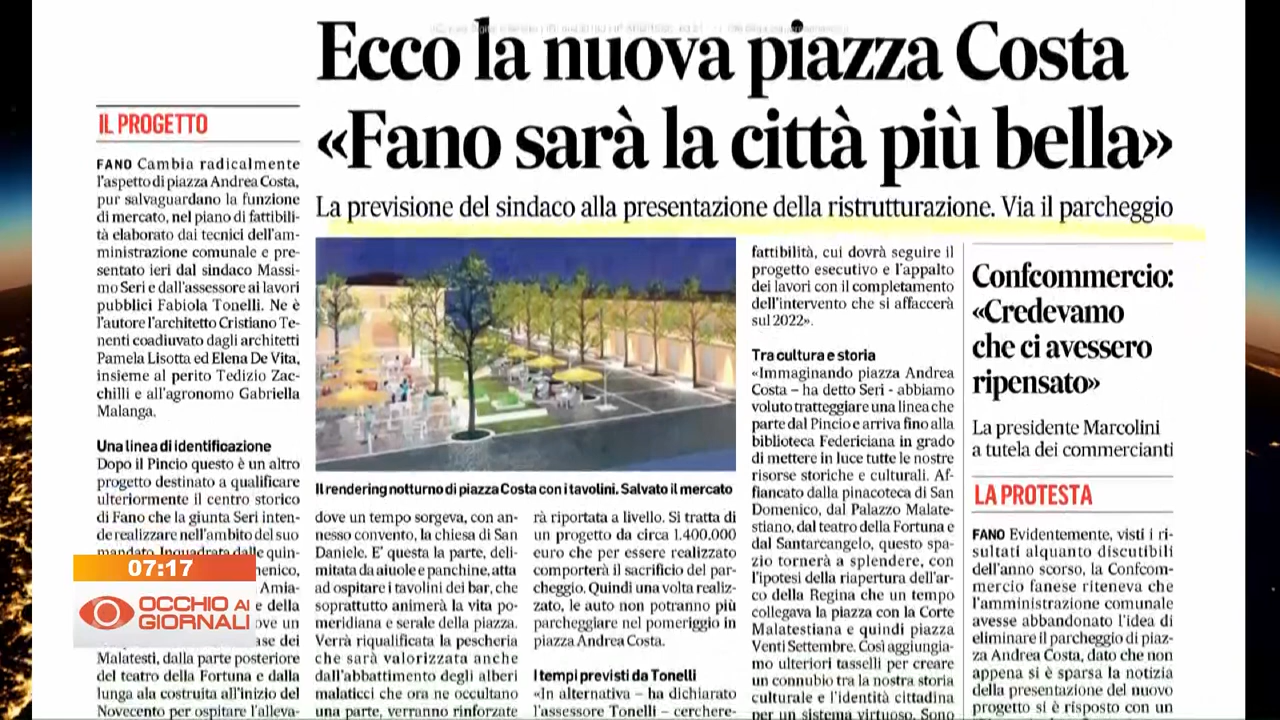 Ecco la nuova piazza Costa
«Fano sarà la città più bella»
La previsione del sindaco alla presentazione della ristrutturazione. Via il parcheggio
IL PROGETTO
FANO Cambia radicalmente
l'aspetto di piazza Andrea Costa,
pur salvaguardano la funzione
di mercato, nel piano di fattibili-
tà elaborato dai tecnici dell'am-
ministrazione comunale e pre-
sentato ieri dal sindaco Massi-
mo Seri e dall'assessore ai lavori
pubblici Fabiola Tonelli. Ne è
l'autore l'architetto Cristiano Te-
nenti coadiuvato dagli architetti
Pamela Lisotta ed Elena De Vita,
insieme al perito Tedizio Zac-
chilli e all'agronomo Gabriella
Malanga.
Una linea di identificazione
Dopo il Pincio questo è un altro
progetto destinato a qualificare
ulteriormente il centro storico
di Fano che la giunta Seri inten-
de realizzare nell'ambito del suo
mandato. Inquadrata dalle quin-
menico,
Amia-
e della
ove un
ase dei
Malatesti, dalla parte posteriore
del teatro della Fortuna e dalla
lunga ala costruita all'inizio del
Novecento per ospitare l'alleva-
07:17
OCCHIO AI
GIORNALI
Il rendering notturno di piazza Costa con i tavolini. Salvato il mercato
dove un tempo sorgeva, con an-
nesso convento, la chiesa di San
Daniele. E' questa la parte, deli-
mitata da aiuole e panchine, atta
ad ospitare i tavolini dei bar, che
soprattutto animerà la vita po-
meridiana e serale della piazza.
Verrà riqualificata la pescheria
che sarà valorizzata anche
dall'abbattimento degli alberi
malaticci che ora ne occultano
una parte, verranno rinforzate
rà riportata a livello. Si tratta di
un progetto da circa 1.400.000
euro che per essere realizzato
comporterà il sacrificio del par-
cheggio. Quindi una volta realiz-
zato, le auto non potranno più
parcheggiare nel pomeriggio in
piazza Andrea Costa.
I tempi previsti da Tonelli
«In alternativa – ha dichiarato
l'assessore Tonelli – cerchere-
fattibilità, cui dovrà seguire il
progetto esecutivo e l'appalto
dei lavori con il completamento
dell'intervento che si affaccerà
sul 2022».
Tra cultura e storia
«Immaginando piazza Andrea
Costa – ha detto Seri - abbiamo
voluto tratteggiare una linea che
parte dal Pincio e arriva fino alla
biblioteca Federiciana in grado
di mettere in luce tutte le nostre
risorse storiche e culturali. Af-
fiancato dalla pinacoteca di San
Domenico, dal Palazzo Malate-
stiano, dal teatro della Fortuna e
dal Santarcangelo, questo spa-
zio tornerà a splendere, con
l'ipotesi della riapertura dell'ar-
co della Regina che un tempo
collegava la piazza con la Corte
Malatestiana e quindi piazza
Venti Settembre. Così aggiungia-
mo ulteriori tasselli per creare
un connubio tra la nostra storia
culturale e l'identità cittadina
per un sistema virtuoso. Sono
Confcommercio:
«Credevamo
che ci avessero
ripensato»
La presidente Marcolini
a tutela dei commercianti
LA PROTESTA
FANO Evidentemente, visti i ri-
sultati alquanto discutibili
dell'anno scorso, la Confcom-
mercio fanese riteneva che
l'amministrazione comunale
avesse abbandonato l'idea di
eliminare il parcheggio di piaz-
za Andrea Costa, dato che non
appena si è sparsa la notizia
della presentazione del nuovo
progetto si è risposto con un